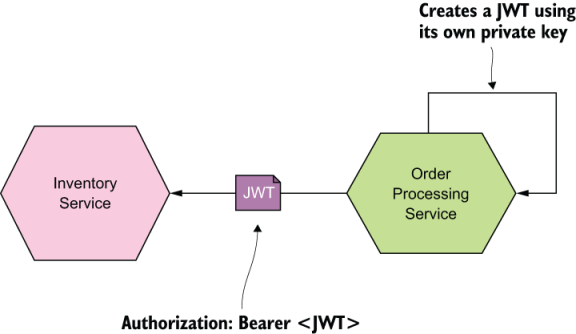 Creates a JWT using
its own private key
Inventory
Service
JWT
Order
Processing
Service
Authorization: Bearer <JWT>